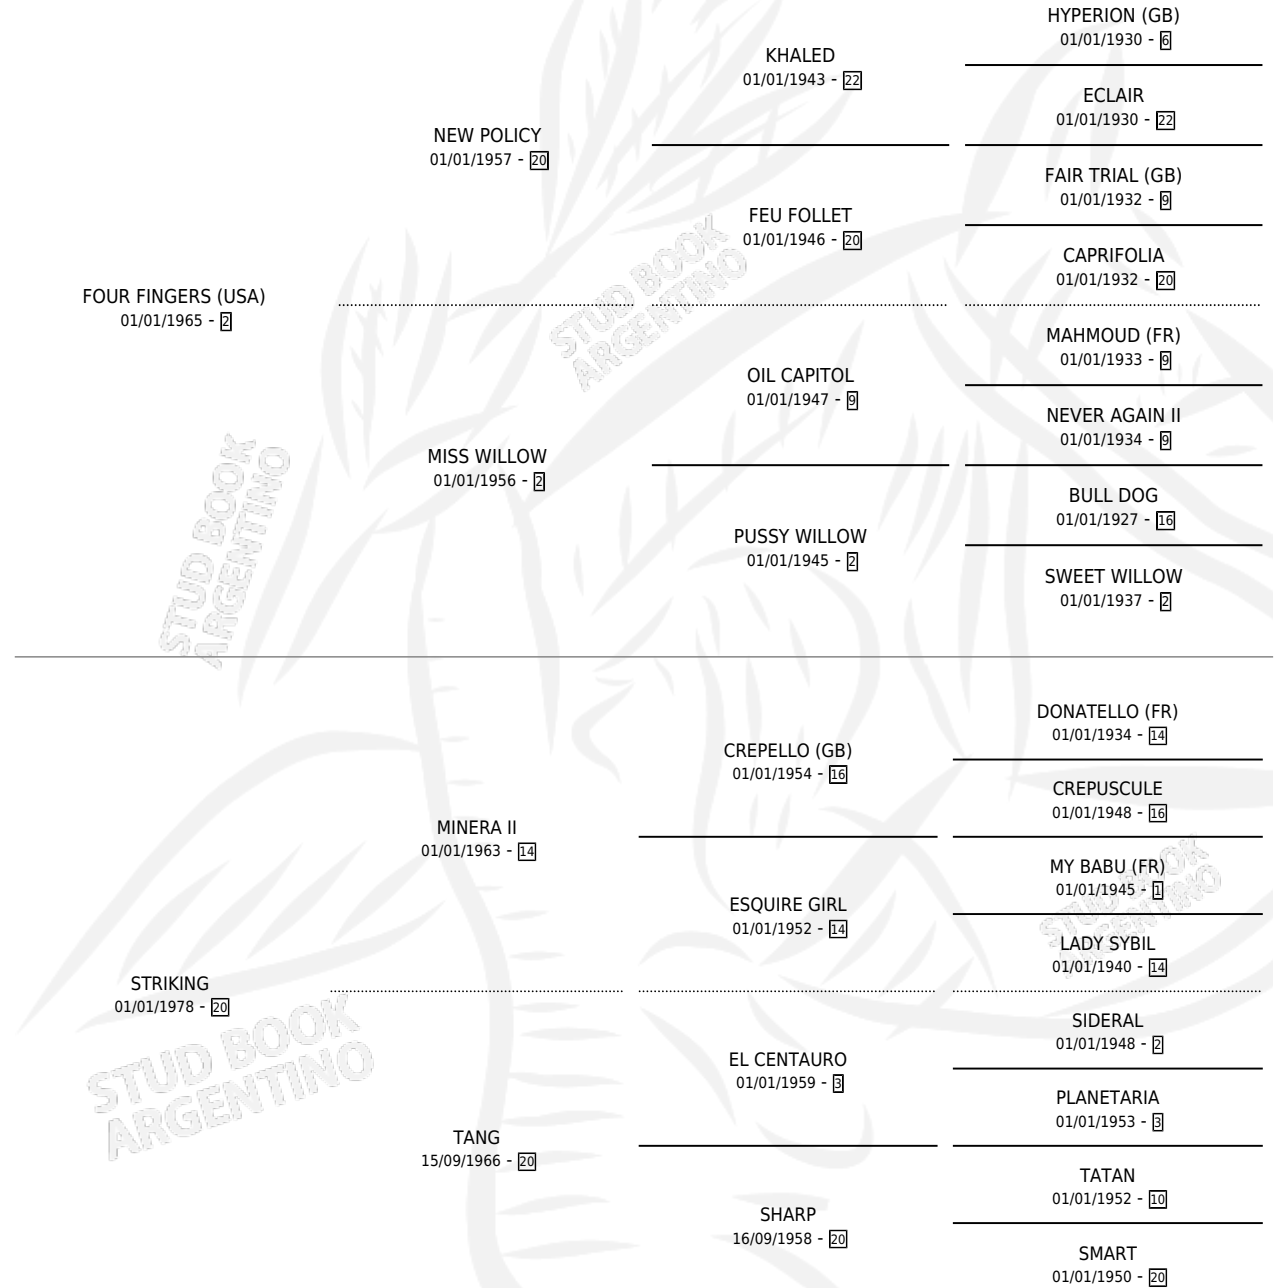 HYPERION (GB)
01/01/1930 - 6
KHALED
01/01/1943 - 22
ECLAIR
01/01/1930 - 22
NEW POLICY
01/01/1957 - 20
FAIR TRIAL (GB)
01/01/1932 - 9
FEU FOLLET
01/01/1946 - 20
CAPRIFOLIA
01/01/1932 - 20
FOUR FINGERS (USA)
01/01/1965 - 2
MAHMOUD (FR)
01/01/1933 - 9
OIL CAPITOL
01/01/1947 - 9
NEVER AGAIN II
01/01/1934 - 9
MISS WILLOW
01/01/1956 - 2
BULL DOG
01/01/1927 - 16
PUSSY WILLOW
01/01/1945 - 2
SWEET WILLOW
01/01/1937 - 2
STUD BOOK
ARGENTINO
STUD BOOK
ARGENTINO
DONATELLO (FR)
01/01/1934 - 14
CREPELLO (GB)
01/01/1954 - 16
CREPUSCULE
01/01/1948 - 16
MINERA II
01/01/1963 - 14
MY BABU (FR)
01/01/1945 - 1
ESQUIRE GIRL
01/01/1952 - 14
LADY SYBIL
01/01/1940 - 14
STRIKING
01/01/1978 - 20
SIDERAL
01/01/1948 - 2
EL CENTAURO
01/01/1959 - 3
PLANETARIA
01/01/1953 - 3
TANG
15/09/1966 - 20
TATAN
01/01/1952 - 10
SHARP
16/09/1958 - 20
SMART
01/01/1950 - 20
STUD BOOK
ARGENTINO
STUD BOOK
ARGENTINO